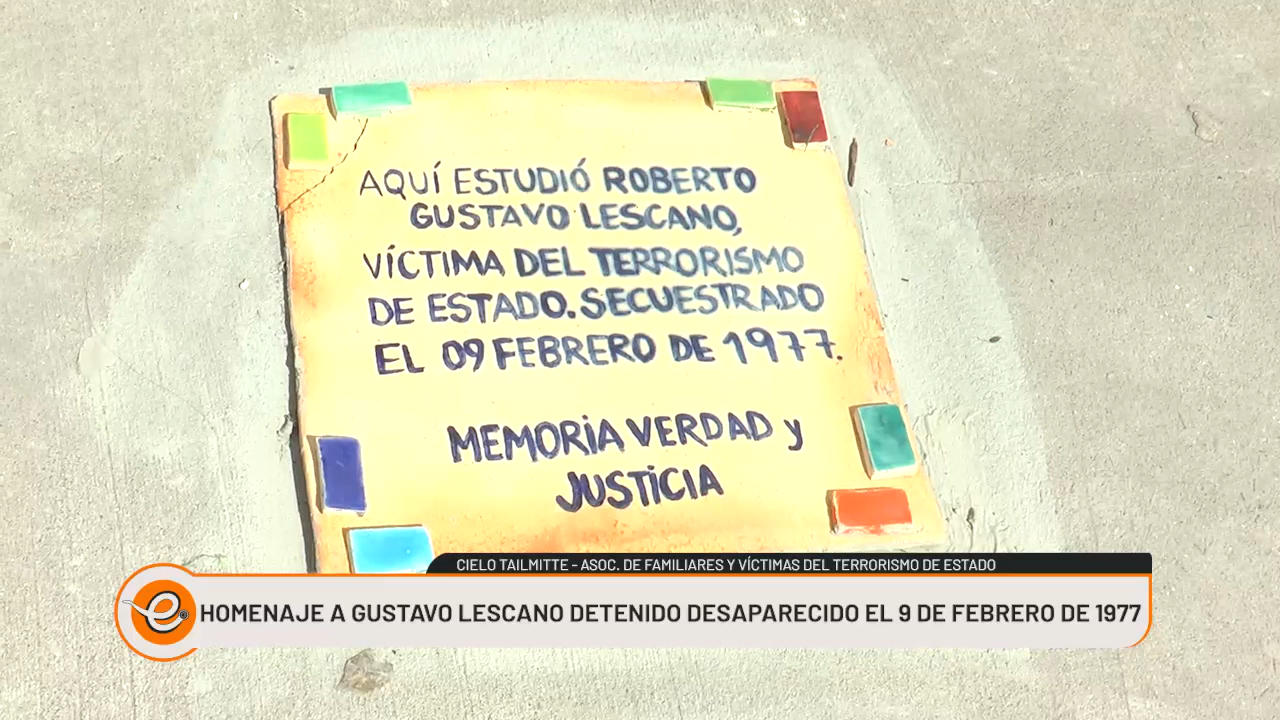 AQUÍ ESTUDIÓ ROBERTO
GUSTAVO LESCANO,
VÍCTIMA DEL TERRORISMO
DE ESTADO. SECUESTRADO
EL 09 FEBRERO DE 1977.
MEMORIA VERDAD y
JUSTICIA
CIELO TAILMITTE - ASOC. DE FAMILIARES Y VÍCTIMAS DEL TERRORISMO DE ESTADO
e
HOMENAJE A GUSTAVO LESCANO DETENIDO DESAPARECIDO EL 9 DE FEBRERO DE 1977